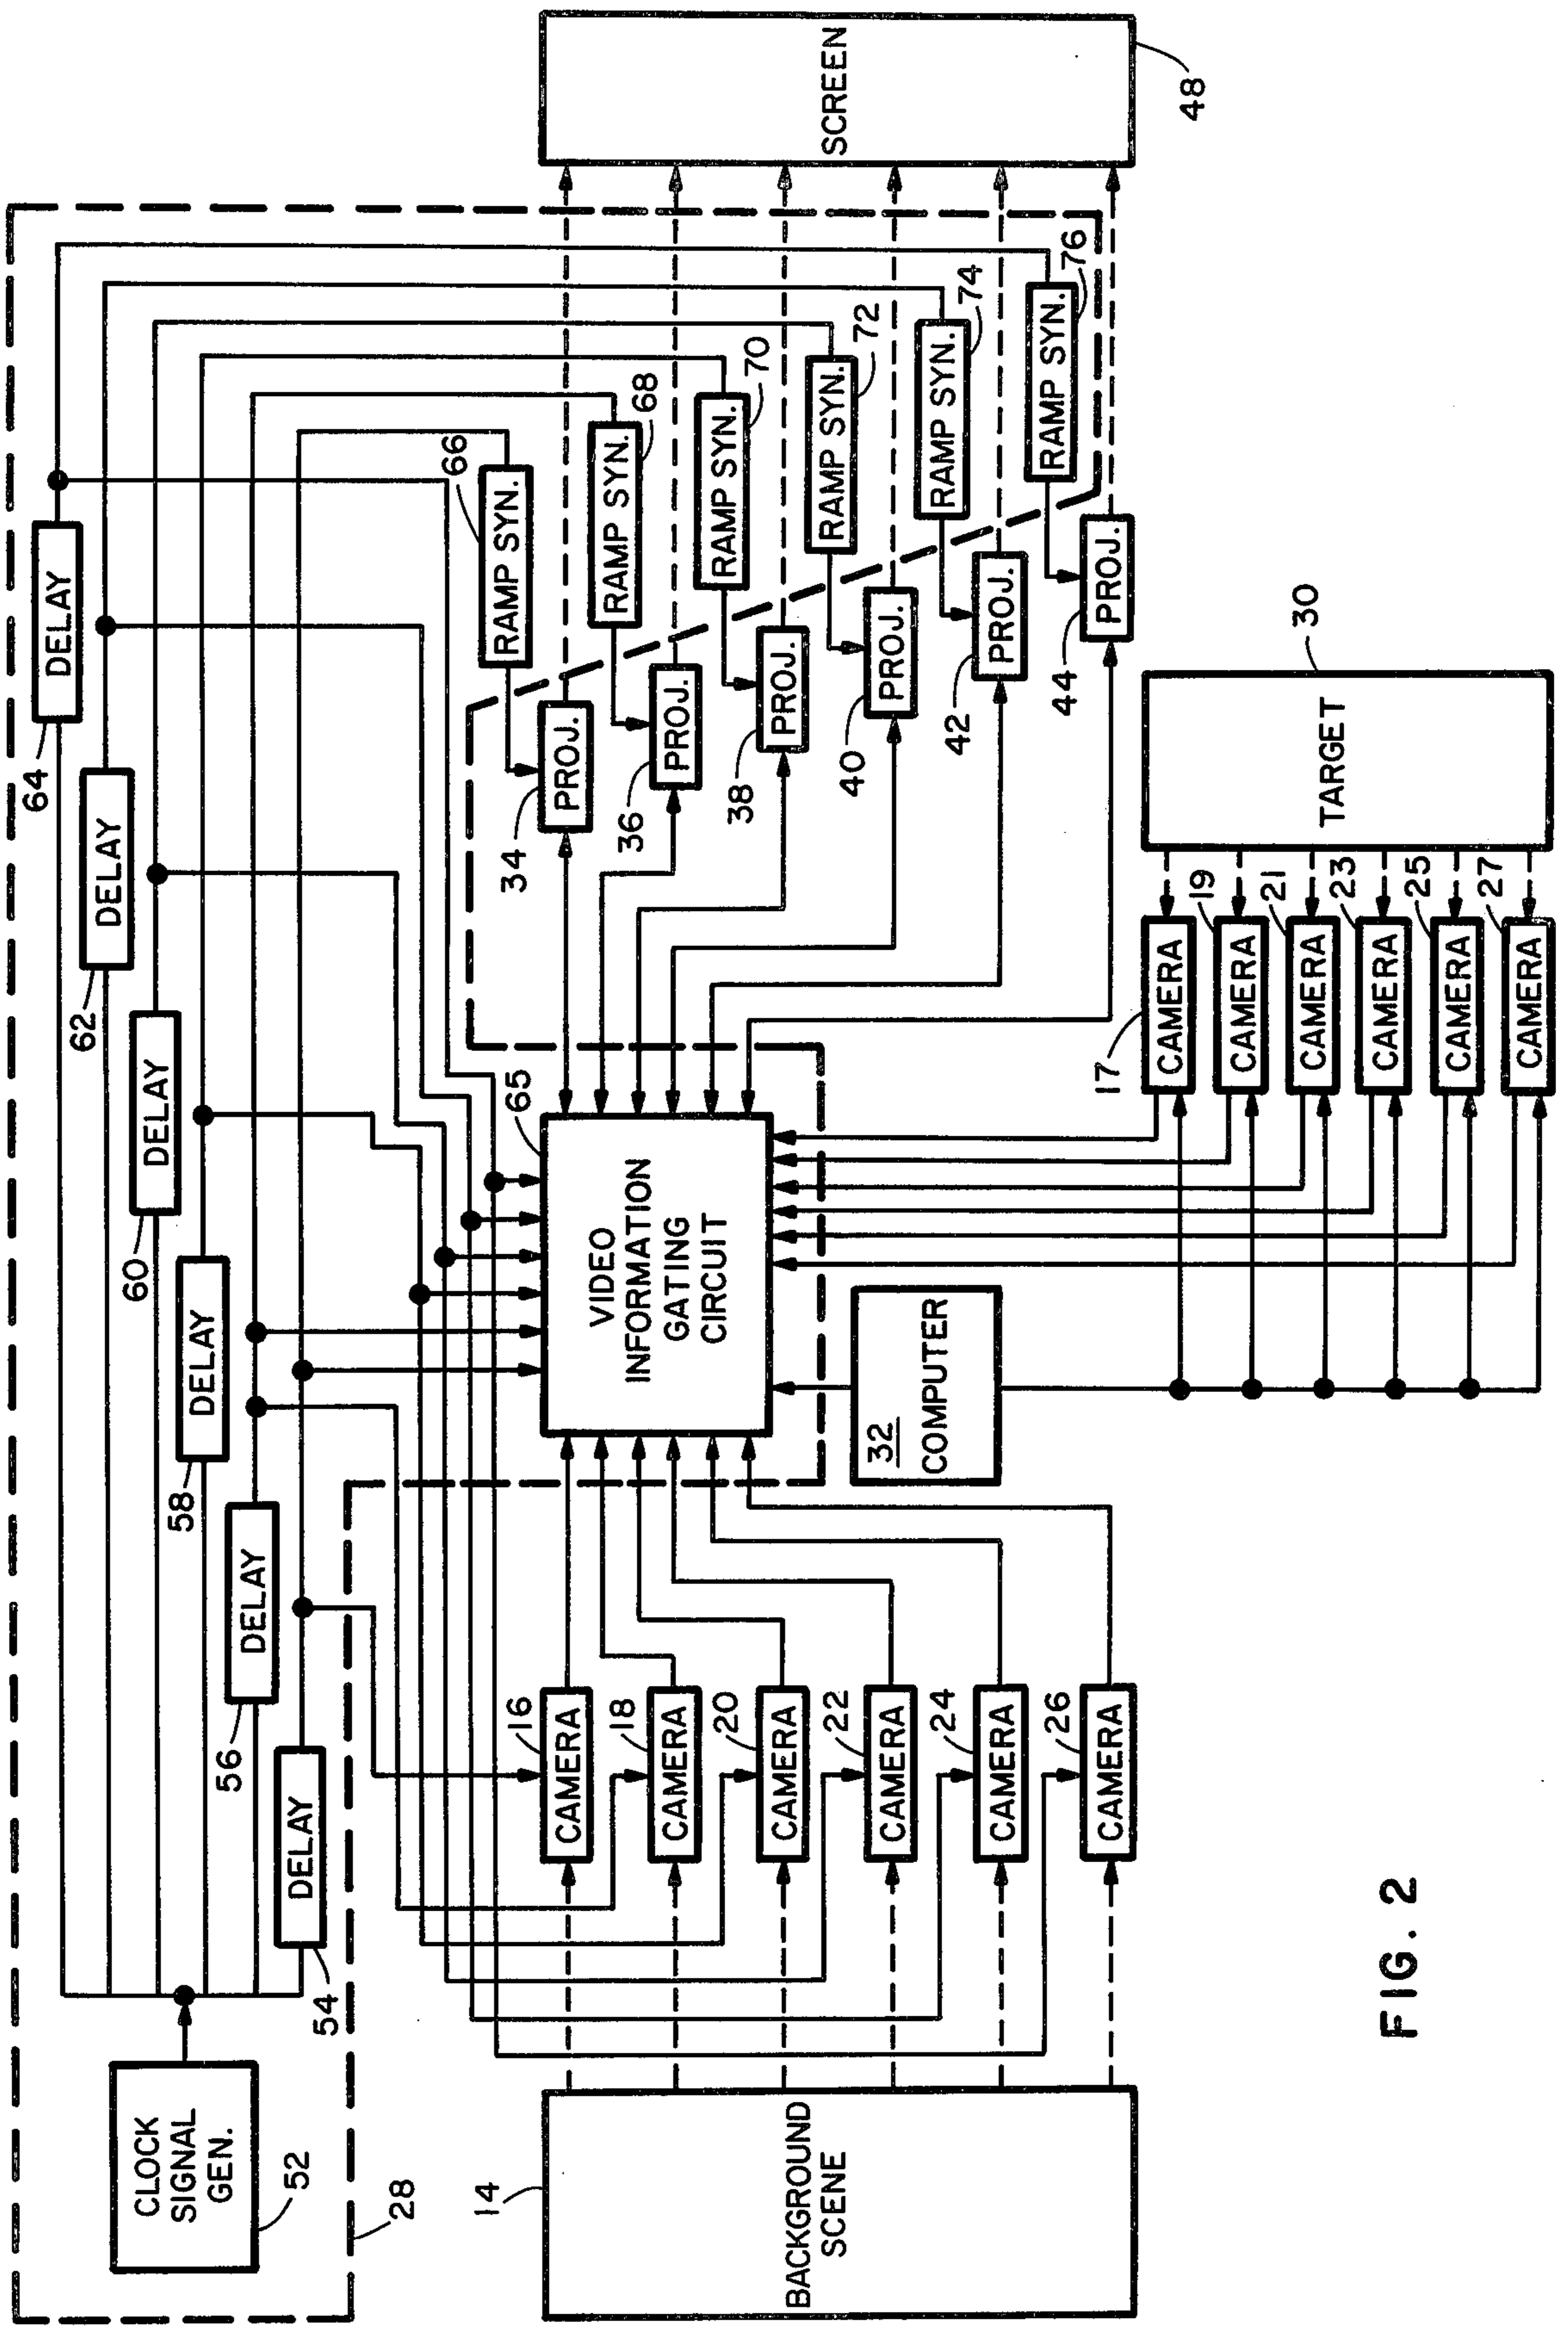 CLOCK
SIGNAL
GEN.
52
28
54
DELAY
56
DELAY
58
DELAY
60
DELAY
62
DELAY
64
DELAY
14
BACKGROUND
SCENE
16
CAMERA
18
CAMERA
20
CAMERA
22
CAMERA
24
CAMERA
26
CAMERA
65
VIDEO
INFORMATION
GATING
CIRCUIT
32
COMPUTER
34
PROJ.
36
PROJ.
38
PROJ.
40
PROJ.
42
PROJ.
44
PROJ.
66
RAMP SYN.
68
RAMP SYN.
70
RAMP SYN.
72
RAMP SYN.
74
RAMP SYN.
76
RAMP SYN.
SCREEN
48
17
CAMERA
19
CAMERA
21
CAMERA
23
CAMERA
25
CAMERA
27
CAMERA
TARGET
30
FIG. 2